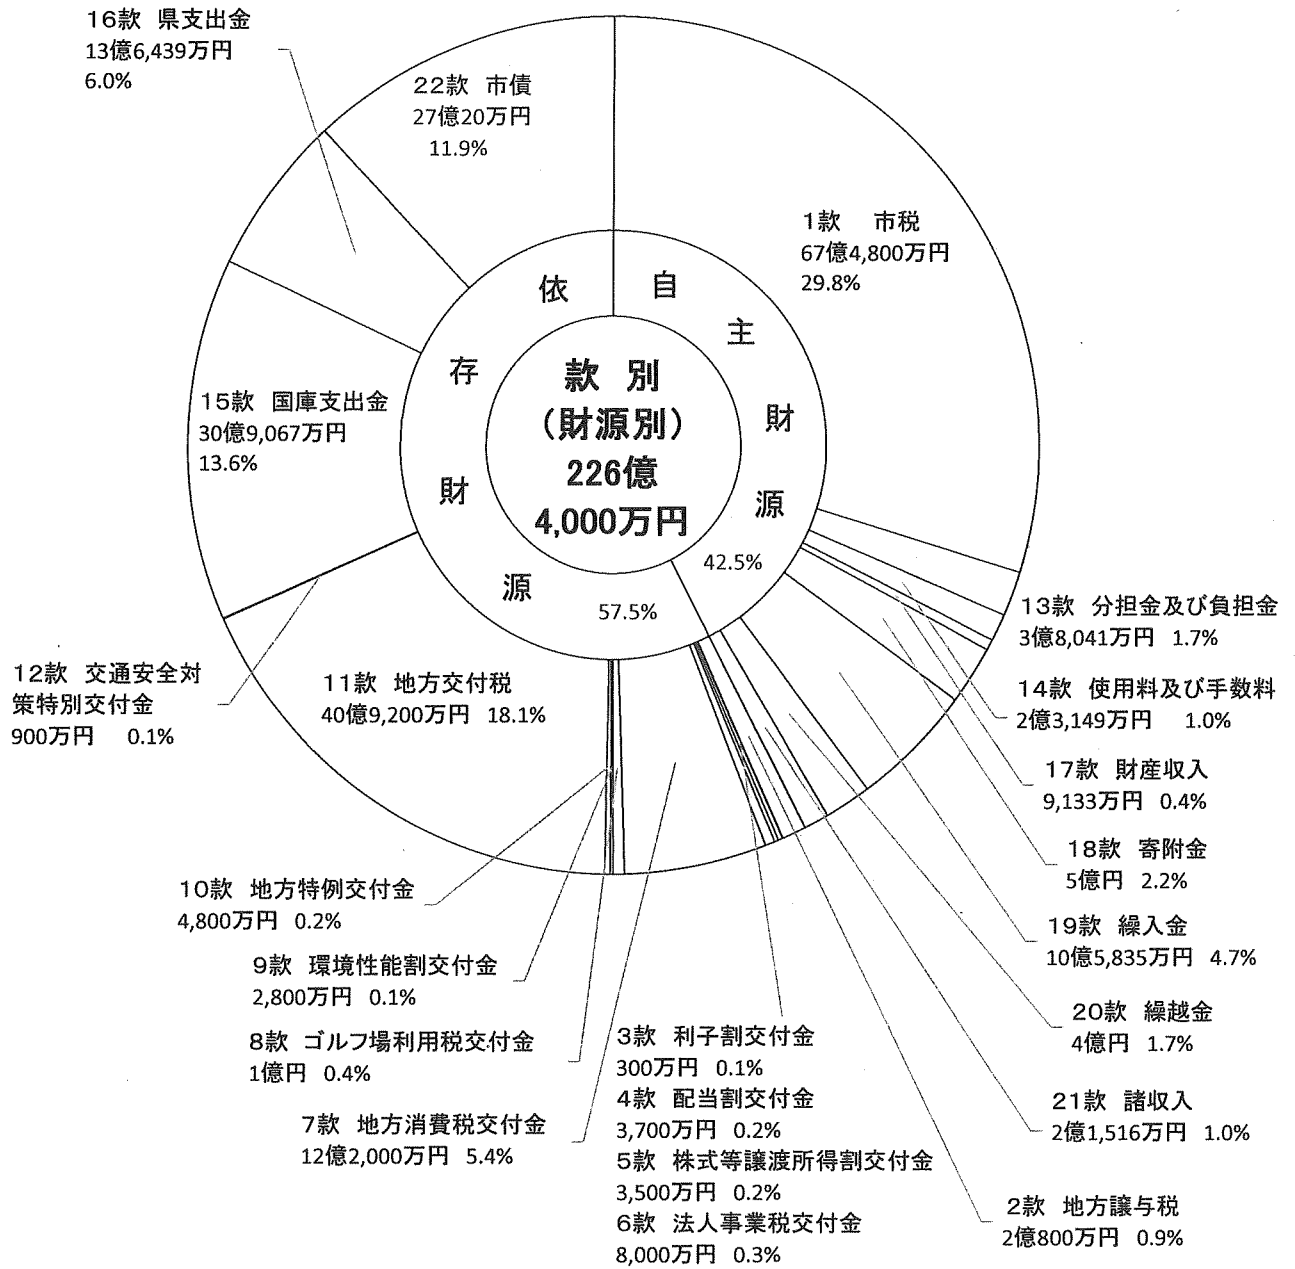 16款 県支出金
13億6,439万円
6.0%
22款 市債
27億20万円
11.9%
1款 市税
67億4,800万円
29.8%
依存財源
57.5%
自主財源
42.5%
款 別
（財源別）
226億
4,000万円
15款 国庫支出金
30億9,067万円
13.6%
13款 分担金及び負担金
3億8,041万円 1.7%
14款 使用料及び手数料
2億3,149万円 1.0%
17款 財産収入
9,133万円 0.4%
18款 寄附金
5億円 2.2%
19款 繰入金
10億5,835万円 4.7%
20款 繰越金
4億円 1.7%
21款 諸収入
2億1,516万円 1.0%
2款 地方譲与税
2億800万円 0.9%
12款 交通安全対
策特別交付金
900万円 0.1%
11款 地方交付税
40億9,200万円 18.1%
10款 地方特例交付金
4,800万円 0.2%
9款 環境性能割交付金
2,800万円 0.1%
8款 ゴルフ場利用税交付金
1億円 0.4%
7款 地方消費税交付金
12億2,000万円 5.4%
3款 利子割交付金
300万円 0.1%
4款 配当割交付金
3,700万円 0.2%
5款 株式等譲渡所得割交付金
3,500万円 0.2%
6款 法人事業税交付金
8,000万円 0.3%